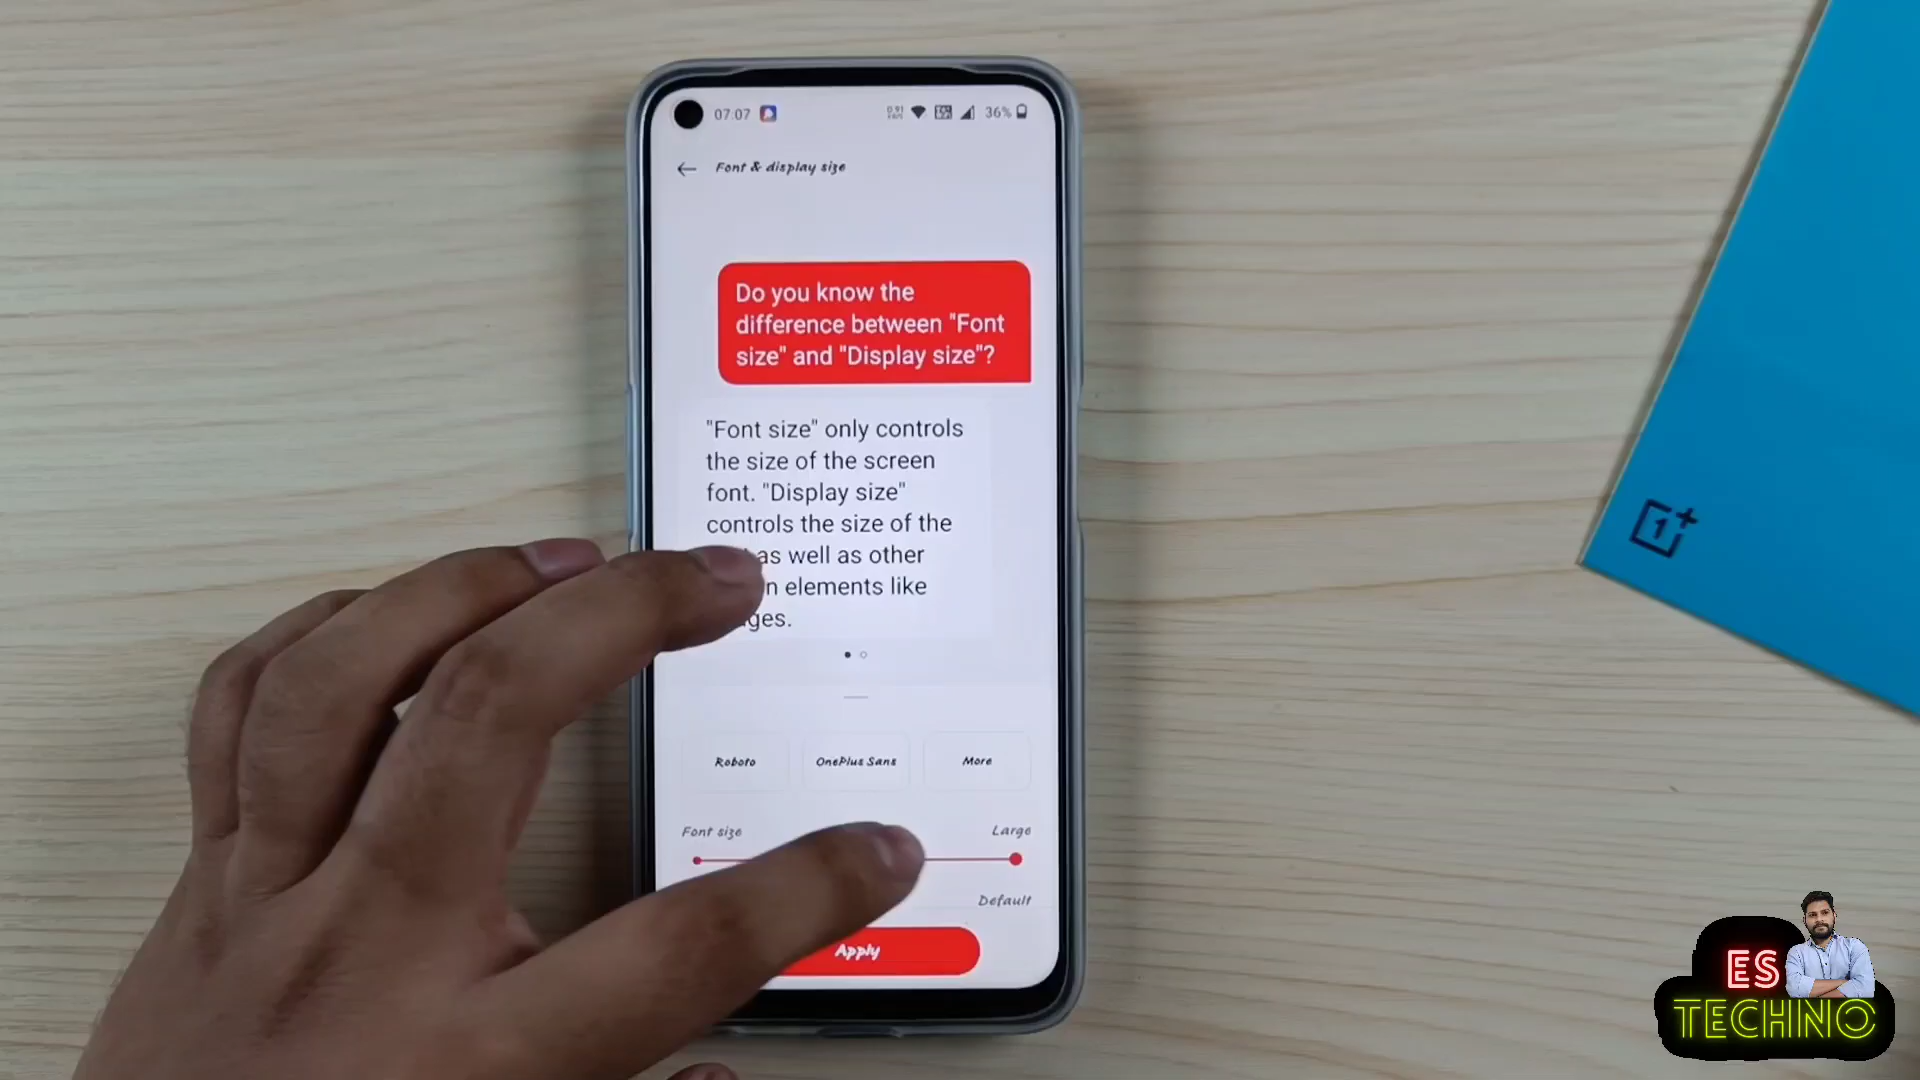 07:07
36%
Font & display size
Do you know the
difference between "Font
size" and "Display size"?
"Font size" only controls
the size of the screen
font. "Display size"
controls the size of the
as well as other
elements like
Roboto
OnePlus Sans
More
Font size
Large
Default
Apply
1+
ES
TECHNO